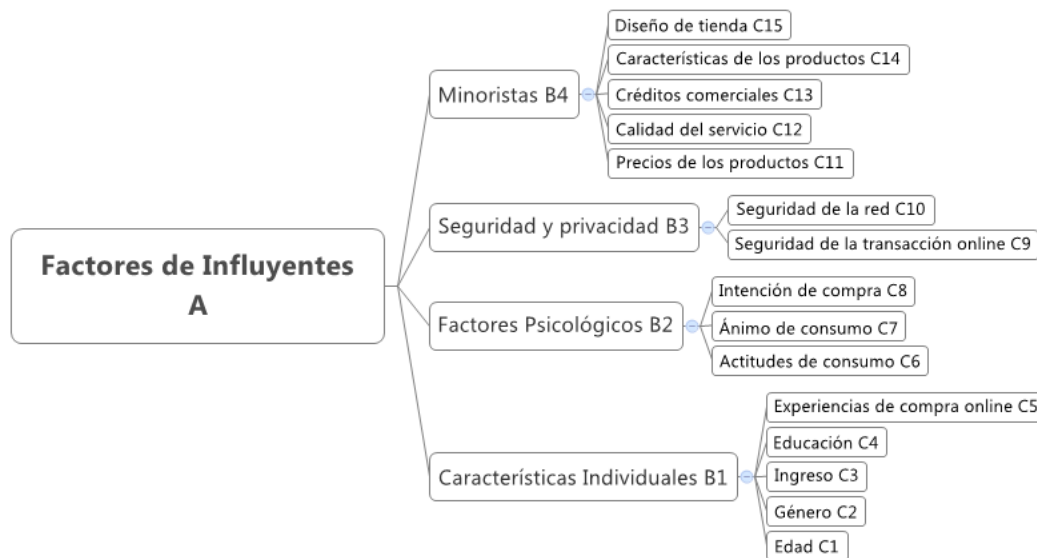 Factores de Influyentes
A
Minoristas B4
Diseño de tienda C15
Características de los productos C14
Créditos comerciales C13
Calidad del servicio C12
Precios de los productos C11
Seguridad y privacidad B3
Seguridad de la red C10
Seguridad de la transacción online C9
Factores Psicológicos B2
Intención de compra C8
Ánimo de consumo C7
Actitudes de consumo C6
Características Individuales B1
Experiencias de compra online C5
Educación C4
Ingreso C3
Género C2
Edad C1